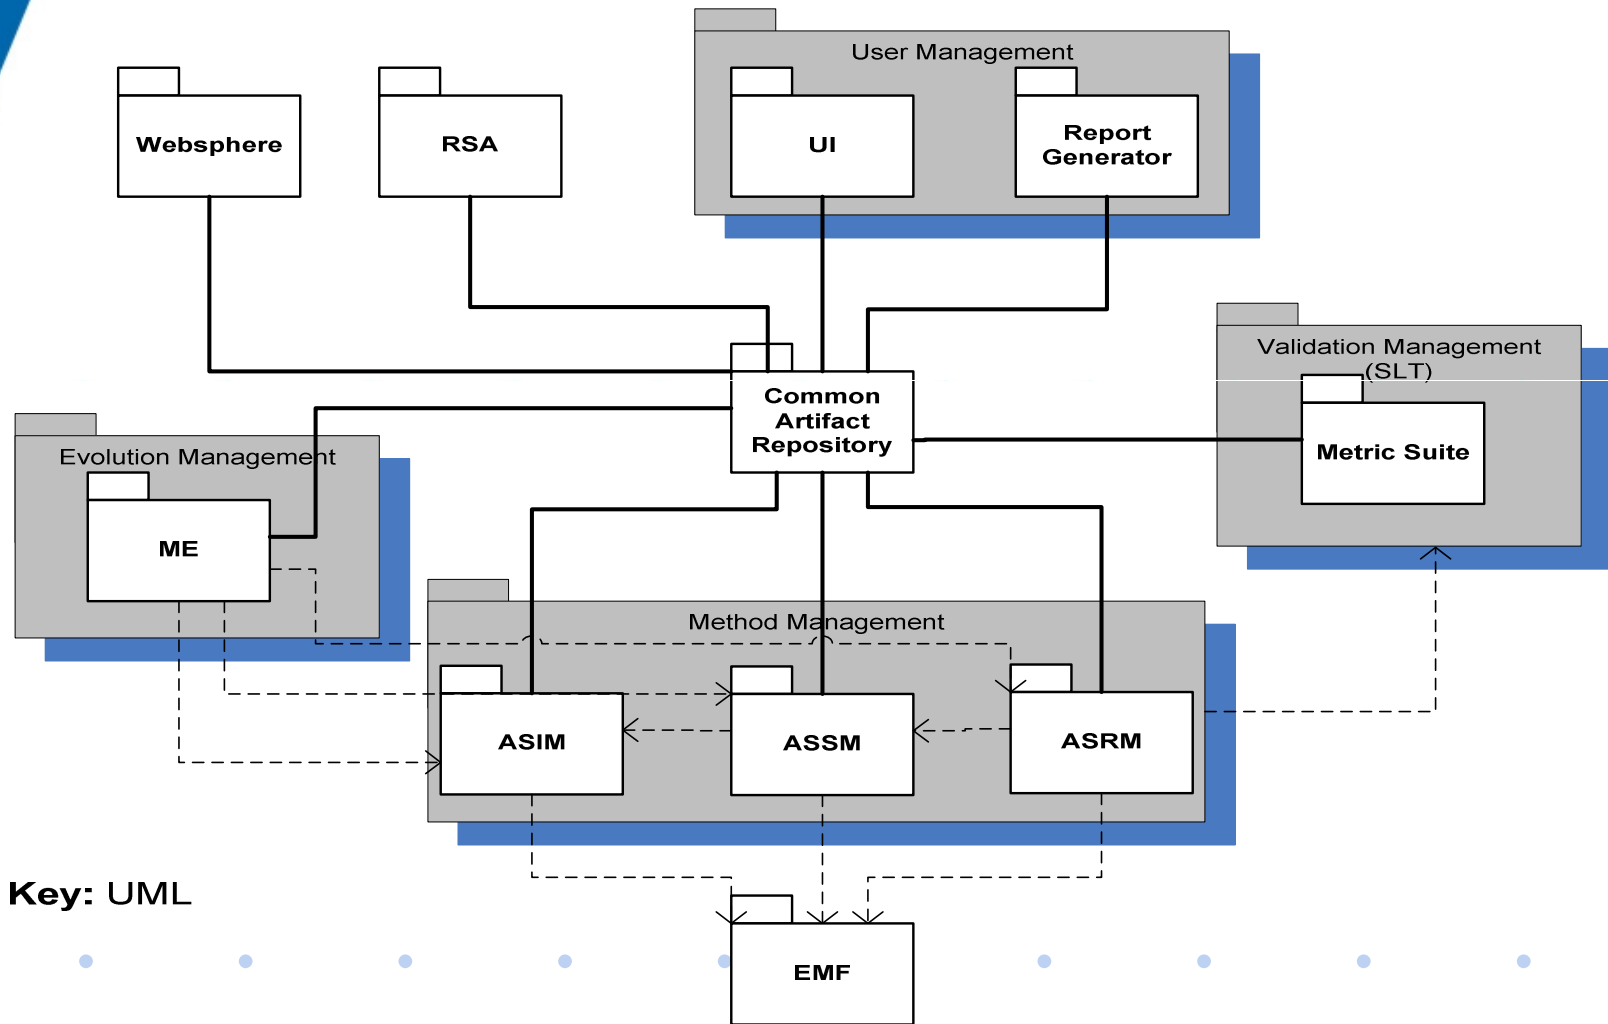 User Management
Websphere
RSA
UI
Report
Generator
Common
Artifact
Repository
Validation Management
(SLT)
Metric Suite
Evolution Management
ME
Method Management
ASIM
ASSM
ASRM
Key: UML
EMF